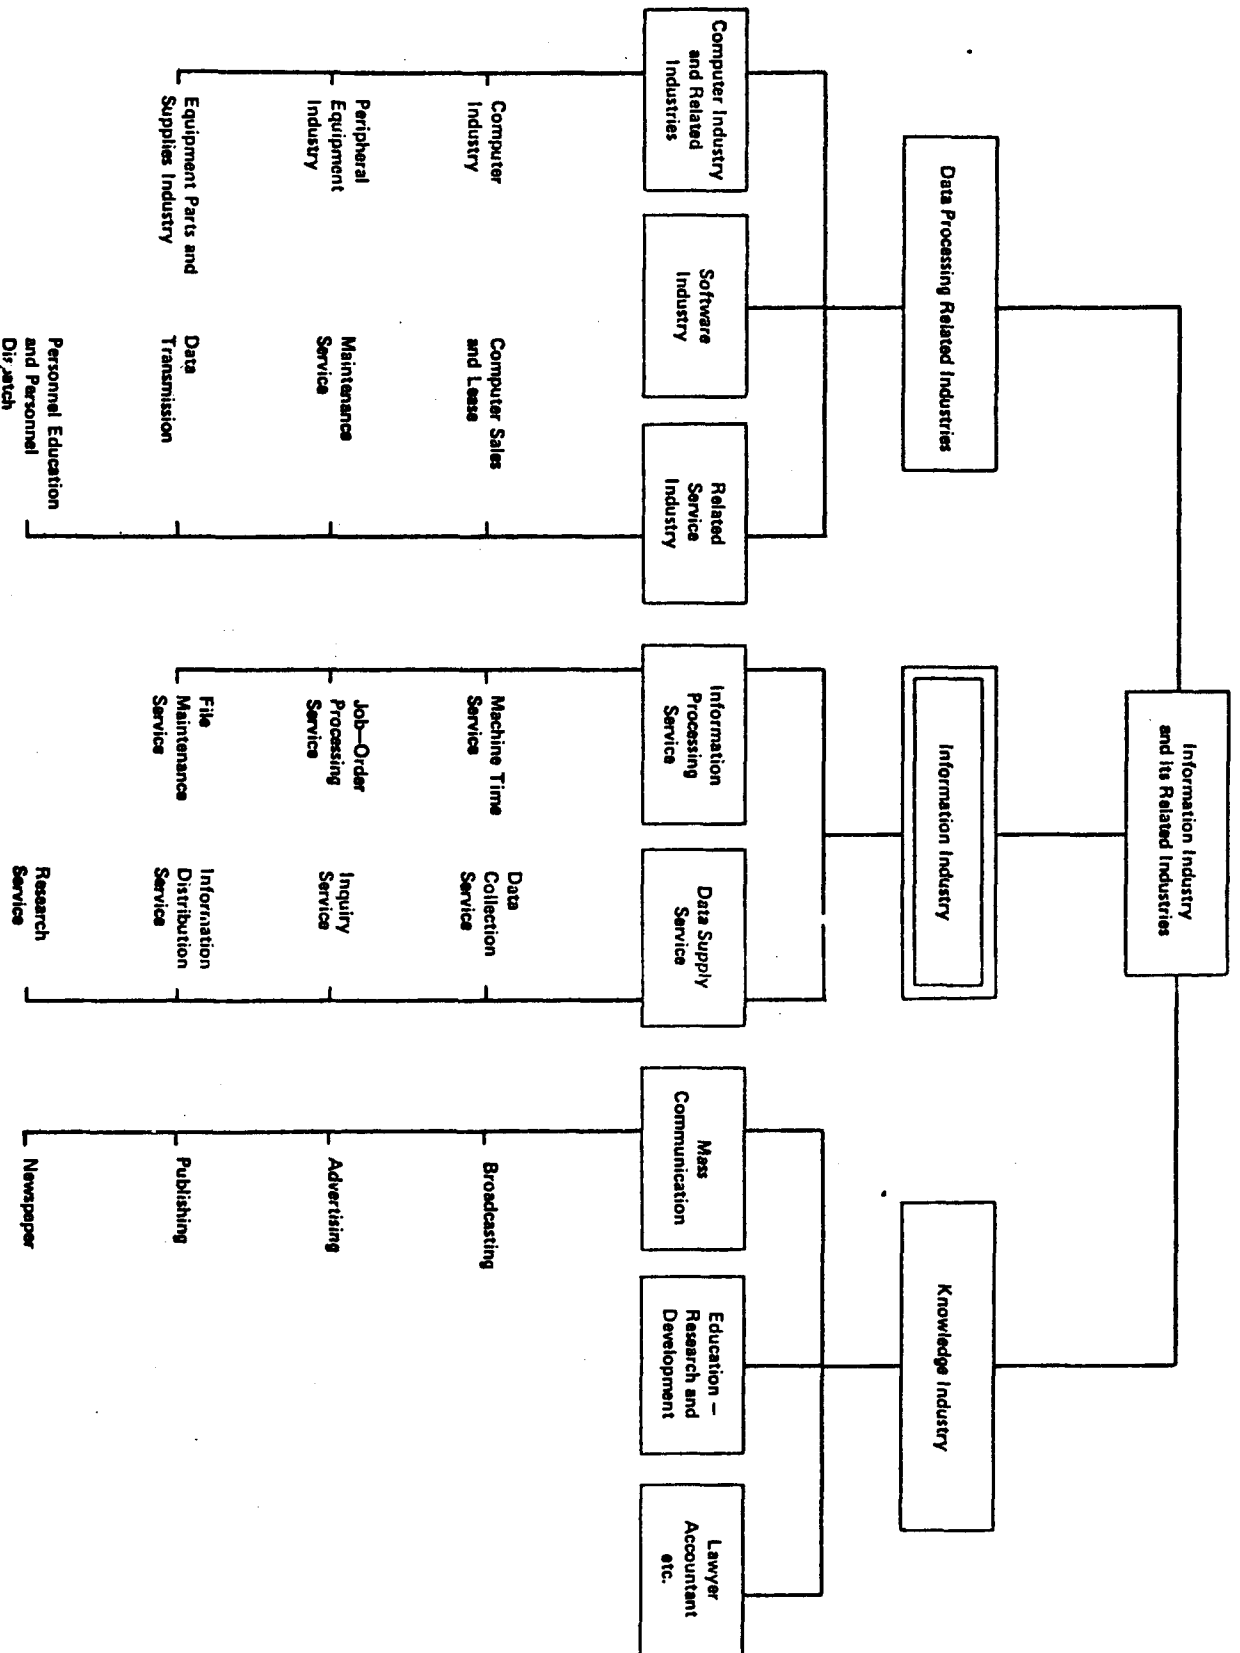 Information Industry
and its Related Industries
Data Processing Related Industries
Information Industry
Knowledge Industry
Computer Industry
and Related
Industries
Software
Industry
Related
Service
Industry
Information
Processing
Service
Data Supply
Service
Mass
Communication
Education —
Research and
Development
Lawyer
Accountant
etc.
Computer
Industry
Peripheral
Equipment
Industry
Equipment Parts and
Supplies Industry
Computer Sales
and Lease
Maintenance
Service
Data
Transmission
Personnel Education
and Personnel
Dispatch
Machine Time
Service
Job—Order
Processing
Service
File
Maintenance
Service
Data
Collection
Service
Inquiry
Service
Information
Distribution
Service
Research
Service
Broadcasting
Advertising
Publishing
Newspaper